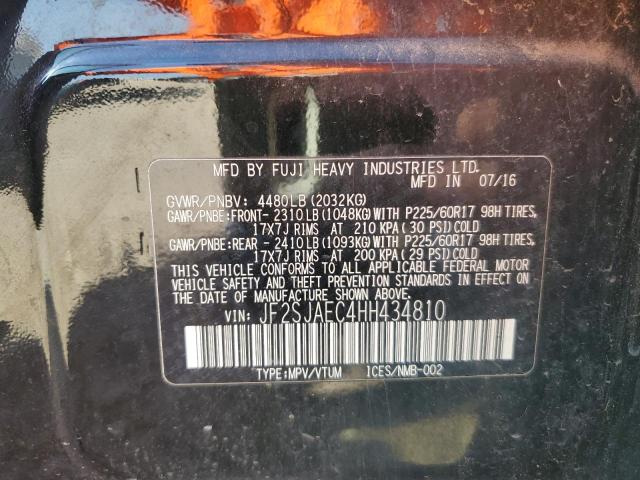 MFD BY FUJI HEAVY INDUSTRIES LTD.
MFD IN 07/16
GVWR/PNBV: 4480LB (2032KG)
GAWR/PNBE:FRONT- 2310LB (1048KG) WITH P225/60R17 98H TIRES,
17X7J RIMS AT 210 KPA ( 30 PSI) COLD
GAWR/PNBE:REAR - 2410LB (1093KG) WITH P225/60R17 98H TIRES,
17X7J RIMS -AT 200 KPA (29 PSI) COLD
THIS VEHICLE CONFORMS TO ALL APPLICABLE FEDERAL MOTOR
VEHICLE SAFETY AND THEFT PREVENTION STANDARDS IN EFFECT
ON THE DATE OF MANUFACTURE SHOWN ABOVE.
VIN: JF2SJAEC4HH434810
TYPE:MPV/VTUM ICES/NMB-002